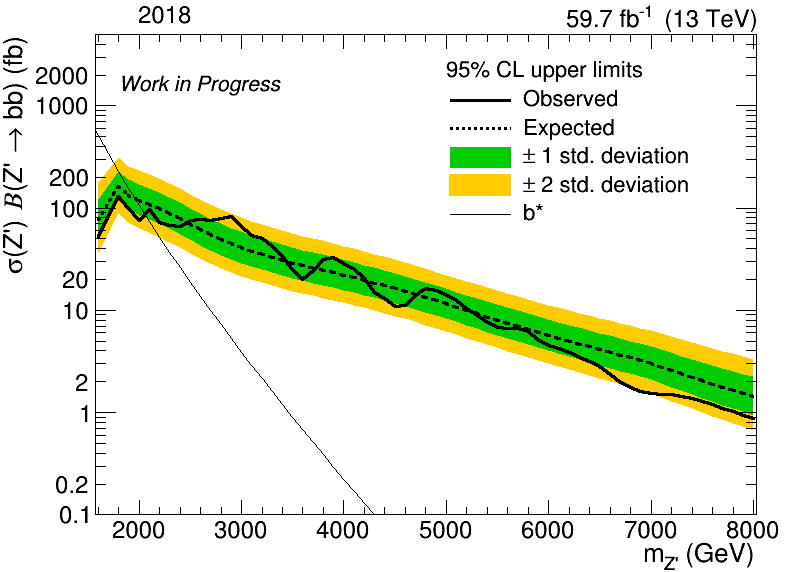 2018
59.7 fb-1 (13 TeV)
σ(Z') B(Z' → bb) (fb)
Work in Progress
95% CL upper limits
Observed
Expected
± 1 std. deviation
± 2 std. deviation
b*
2000
1000
200
100
20
10
2
1
0.2
0.1
2000 3000 4000 5000 6000 7000 8000
mZ' (GeV)